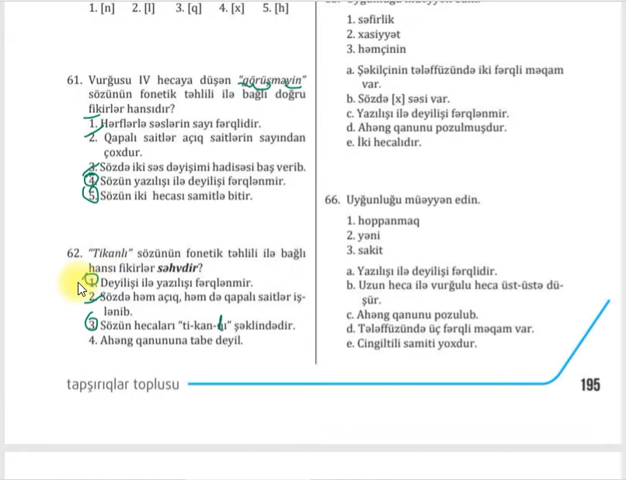 1. [n] 2. [l] 3. [q] 4. [x] 5. [h]
61. Vurğusu IV hecaya düşən "görüşməyin"
sözünün fonetik təhlili ilə bağlı doğru
fikirlər hansıdır?
1. Hərflərlə səslərin sayı fərqlidir.
2. Qapalı saitlər açıq saitlərin sayından
çoxdur.
3. Sözdə iki səs dəyişimi hadisəsi baş verib.
4. Sözün yazılışı ilə deyilişi fərqlənmir.
5. Sözün iki hecası samitlə bitir.
62. "Tikanlı" sözünün fonetik təhlili ilə bağlı
hansı fikirlər səhvdir?
1. Deyilişi ilə yazılışı fərqlənmir.
2. Sözdə həm açıq, həm də qapalı saitlər iş-
lənib.
3. Sözün hecaları "ti-kan-lı" şəklindədir.
4. Ahəng qanununa tabe deyil.
1. səfirlik
2. xasiyyət
3. həmçinin
a. Şəkilçinin tələffüzündə iki fərqli məqam
var.
b. Sözdə [x] səsi var.
c. Yazılışı ilə deyilişi fərqlənmir.
d. Ahəng qanunu pozulmuşdur.
e. İki hecalıdır.
66. Uyğunluğu müəyyən edin.
1. hoppanmaq
2. yəni
3. sakit
a. Yazılışı ilə deyilişi fərqlidir.
b. Uzun heca ilə vurğulu heca üst-üstə dü-
şür.
c. Ahəng qanunu pozulub.
d. Tələffüzündə üç fərqli məqam var.
e. Cingiltili samiti yoxdur.
tapşırıqlar toplusu
195